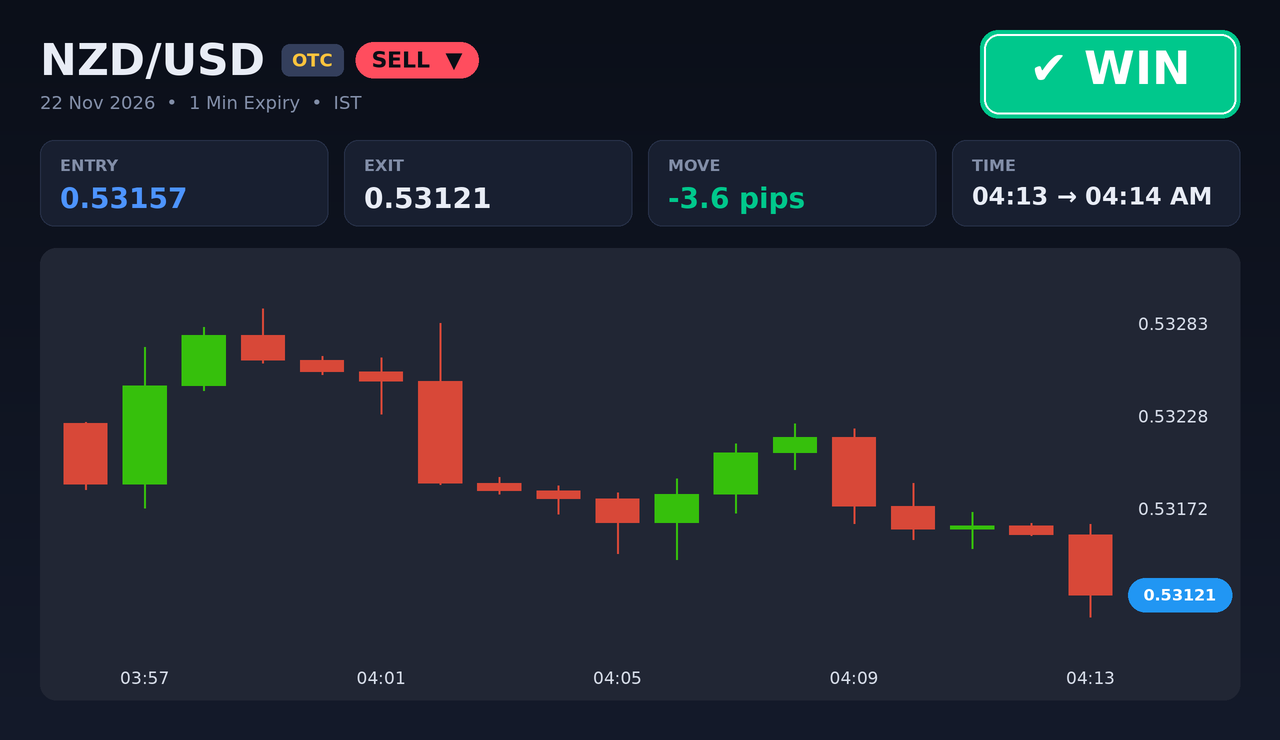 NZD/USD OTC SELL ▼
✔ WIN
22 Nov 2026 • 1 Min Expiry • IST
ENTRY
0.53157
EXIT
0.53121
MOVE
-3.6 pips
TIME
04:13 → 04:14 AM
0.53283
0.53228
0.53172
0.53121
03:57 04:01 04:05 04:09 04:13